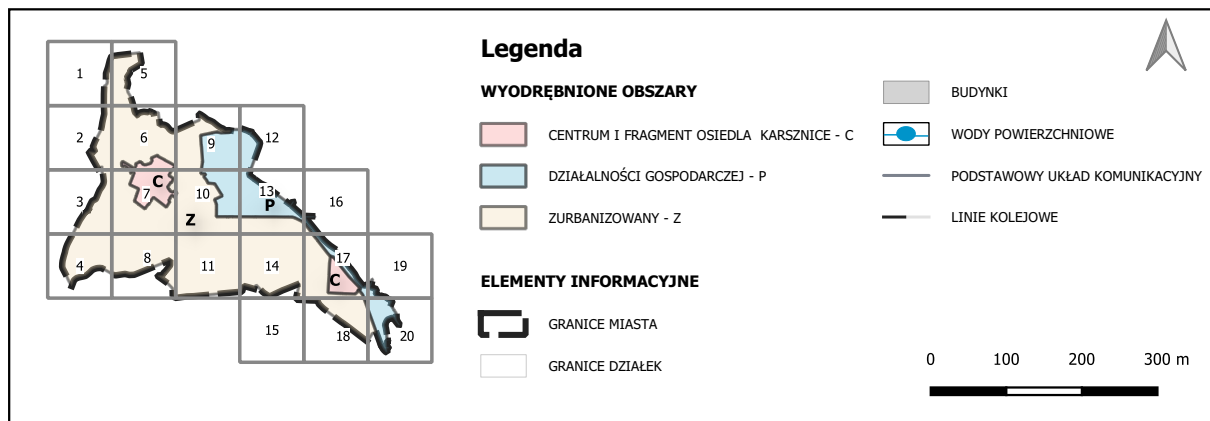 1
5
2
6
9
12
3
7
C
10
13
P
16
Z
4
8
11
14
17
C
19
15
18
20
Legenda
WYODRĘBNIONE OBSZARY
CENTRUM I FRAGMENT OSIEDLA KARSZNICE - C
DZIAŁALNOŚCI GOSPODARCZEJ - P
ZURBANIZOWANY - Z
ELEMENTY INFORMACYJNE
GRANICE MIASTA
GRANICE DZIAŁEK
BUDYNKI
WODY POWIERZCHNIOWE
PODSTAWOWY UKŁAD KOMUNIKACYJNY
LINIE KOLEJOWE
0 100 200 300 m